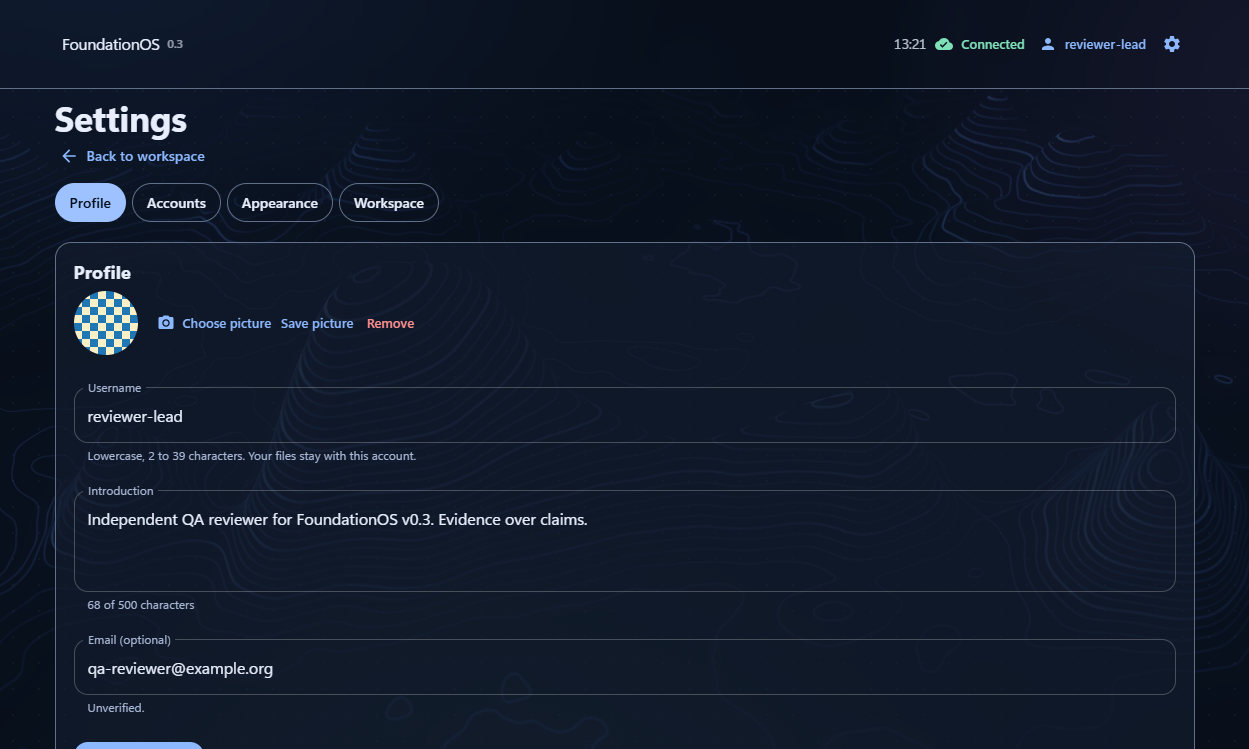 FoundationOS 0.3
13:21 Connected reviewer-lead
Settings
Back to workspace
Profile Accounts Appearance Workspace
Profile
Choose picture Save picture Remove
Username
reviewer-lead
Lowercase, 2 to 39 characters. Your files stay with this account.
Introduction
Independent QA reviewer for FoundationOS v0.3. Evidence over claims.
68 of 500 characters
Email (optional)
qa-reviewer@example.org
Unverified.